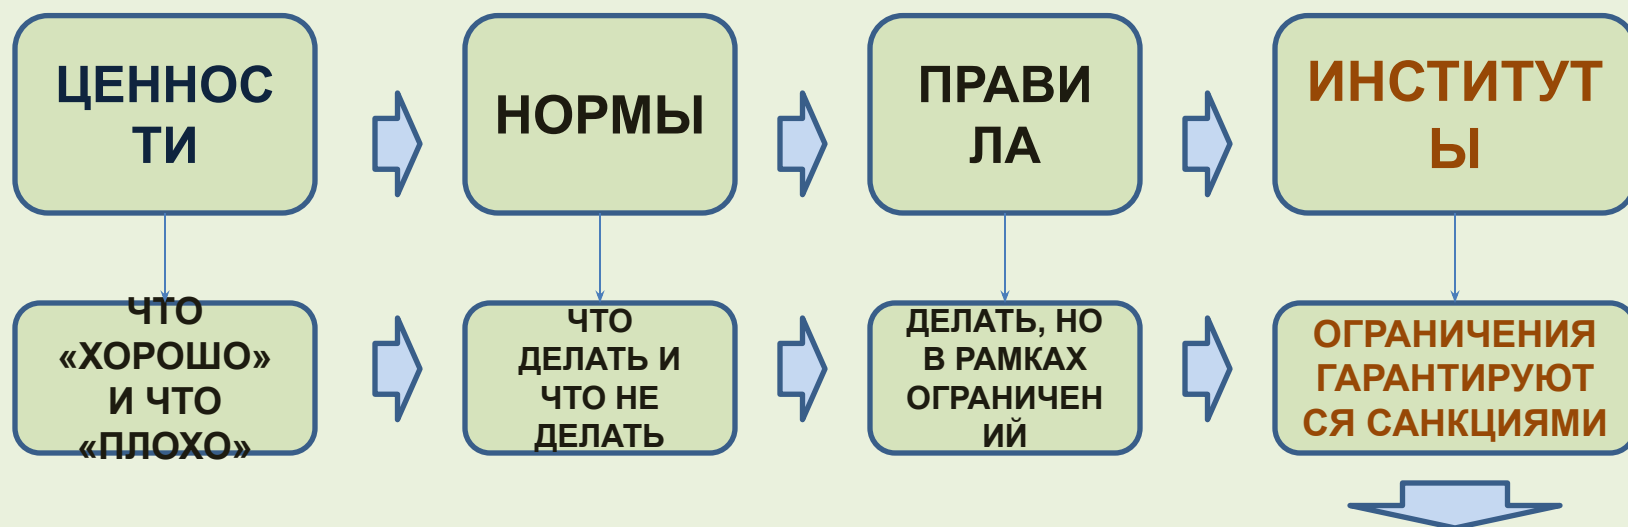 ЦЕННОС
ТИ
НОРМЫ
ПРАВИ
ЛА
ИНСТИТУТ
Ы
ЧТО
«ХОРОШО»
И ЧТО
«ПЛОХО»
ЧТО
ДЕЛАТЬ И
ЧТО НЕ
ДЕЛАТЬ
ДЕЛАТЬ, НО
В РАМКАХ
ОГРАНИЧЕН
ИЙ
ОГРАНИЧЕНИЯ
ГАРАНТИРУЮТ
СЯ САНКЦИЯМИ